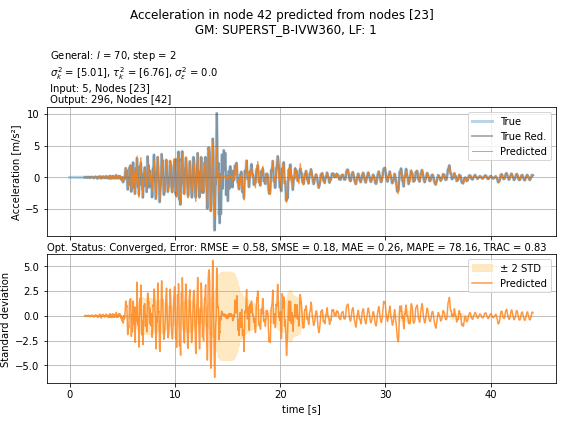 Acceleration in node 42 predicted from nodes [23]
GM: SUPERST_B-IVW360, LF: 1
General: l = 70, step = 2
σ²ₖ = [5.01], τ²ₖ = [6.76], σ²ε = 0.0
Input: 5, Nodes [23]
Output: 296, Nodes [42]
Acceleration [m/s²]
10
5
0
−5
True
True Red.
Predicted
Opt. Status: Converged, Error: RMSE = 0.58, SMSE = 0.18, MAE = 0.26, MAPE = 78.16, TRAC = 0.83
Standard deviation
5.0
2.5
0.0
−2.5
−5.0
± 2 STD
Predicted
0
10
20
30
40
time [s]